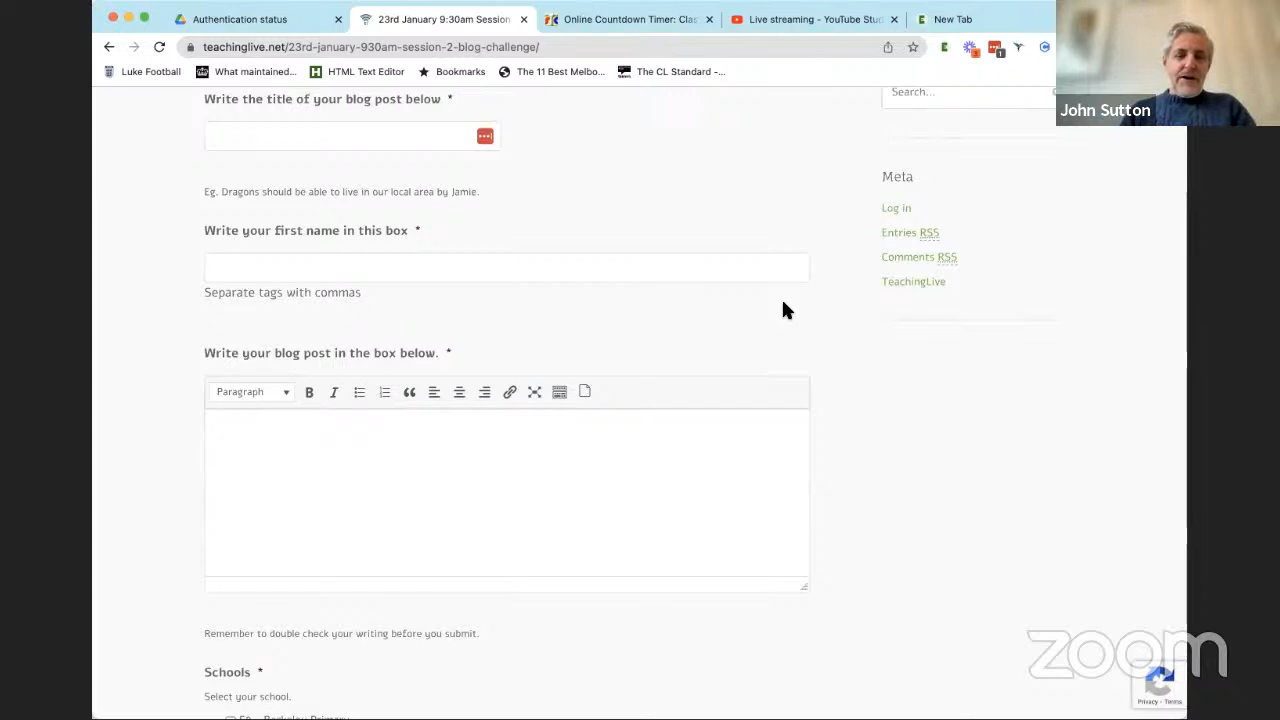 Authentication status
23rd January 9:30am Session
Online Countdown Timer: Clas
Live streaming - YouTube Stud
New Tab
teachinglive.net/23rd-january-930am-session-2-blog-challenge/
Luke Football
What maintained...
HTML Text Editor
Bookmarks
The 11 Best Melbo...
The CL Standard -...
John Sutton
Write the title of your blog post below *
Search...
Eg. Dragons should be able to live in our local area by Jamie.
Write your first name in this box *
Separate tags with commas
Write your blog post in the box below. *
Paragraph
Remember to double check your writing before you submit.
Schools *
Select your school.
Meta
Log in
Entries RSS
Comments RSS
TeachingLive
zoom
Privacy - Terms